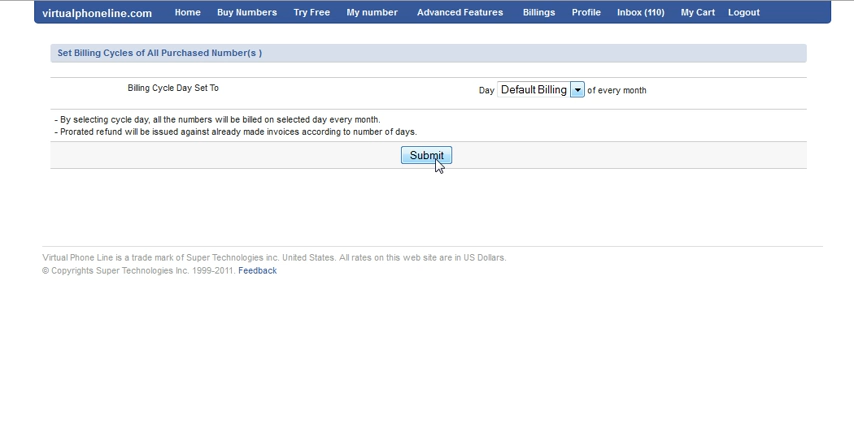 virtualphoneline.com Home Buy Numbers Try Free My number Advanced Features Billings Profile Inbox (110) My Cart Logout
Set Billing Cycles of All Purchased Number(s )
Billing Cycle Day Set To Day Default Billing of every month
- By selecting cycle day, all the numbers will be billed on selected day every month.
- Prorated refund will be issued against already made invoices according to number of days.
Submit
Virtual Phone Line is a trade mark of Super Technologies inc. United States. All rates on this web site are in US Dollars.
© Copyrights Super Technologies Inc. 1999-2011. Feedback